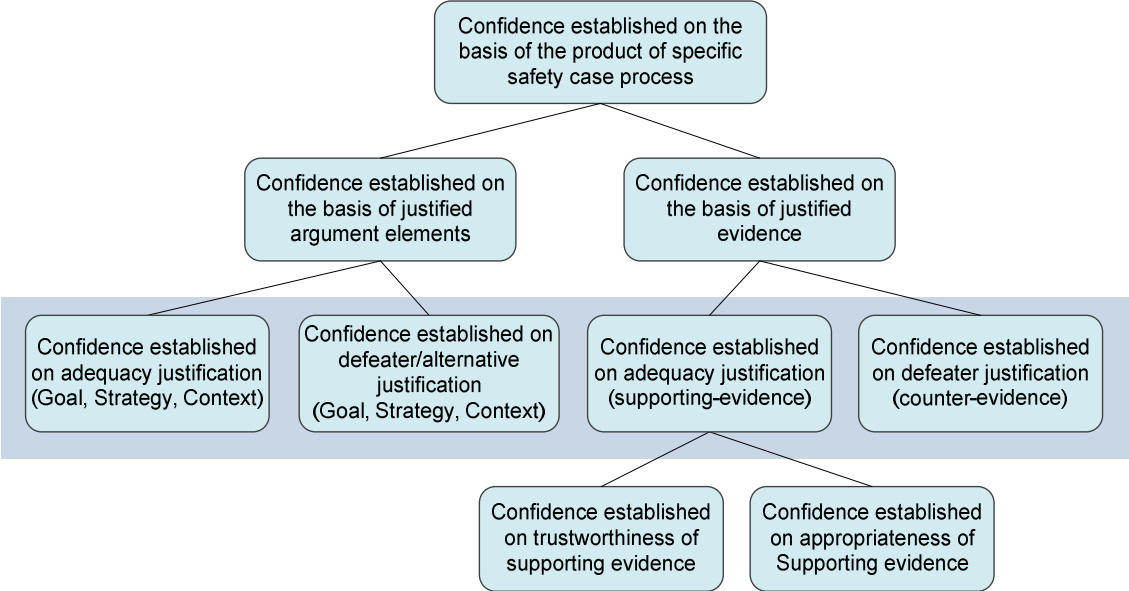 Confidence established on the
basis of the product of specific
safety case process
Confidence established on
the basis of justified
argument elements
Confidence established on
the basis of justified
evidence
Confidence established
on adequacy justification
(Goal, Strategy, Context)
Confidence established on
defeater/alternative
justification
(Goal, Strategy, Context)
Confidence established
on adequacy justification
(supporting-evidence)
Confidence established
on defeater justification
(counter-evidence)
Confidence established
on trustworthiness of
supporting evidence
Confidence established
on appropriateness of
Supporting evidence